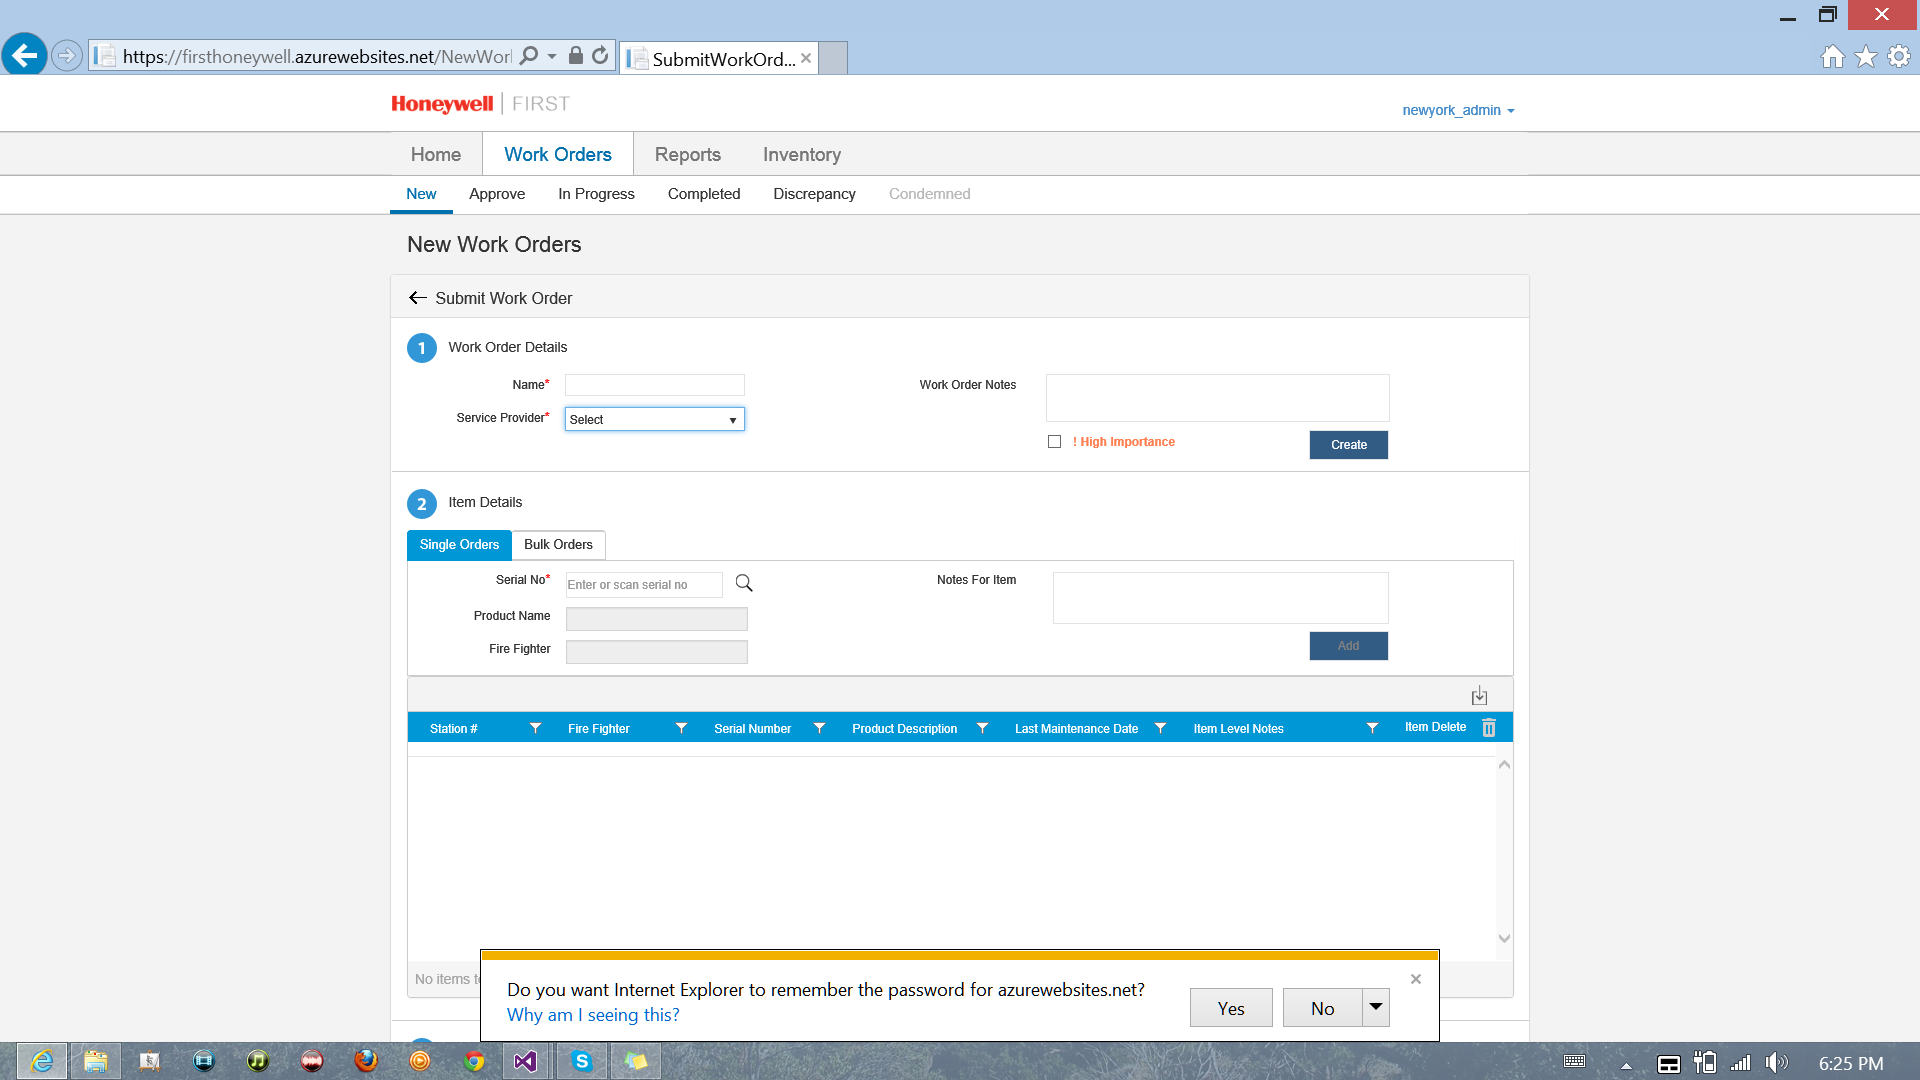 https://firsthoneywell.azurewebsites.net/NewWor
SubmitWorkOrd...
Honeywell FIRST
newyork_admin
Home Work Orders Reports Inventory
New Approve In Progress Completed Discrepancy Condemned
New Work Orders
Submit Work Order
1 Work Order Details
Name* Work Order Notes
Service Provider* Select
! High Importance Create
2 Item Details
Single Orders Bulk Orders
Serial No* Enter or scan serial no Notes For Item
Product Name
Fire Fighter Add
Station # Fire Fighter Serial Number Product Description Last Maintenance Date Item Level Notes Item Delete
No items
Do you want Internet Explorer to remember the password for azurewebsites.net?
Why am I seeing this?
Yes No
6:25 PM